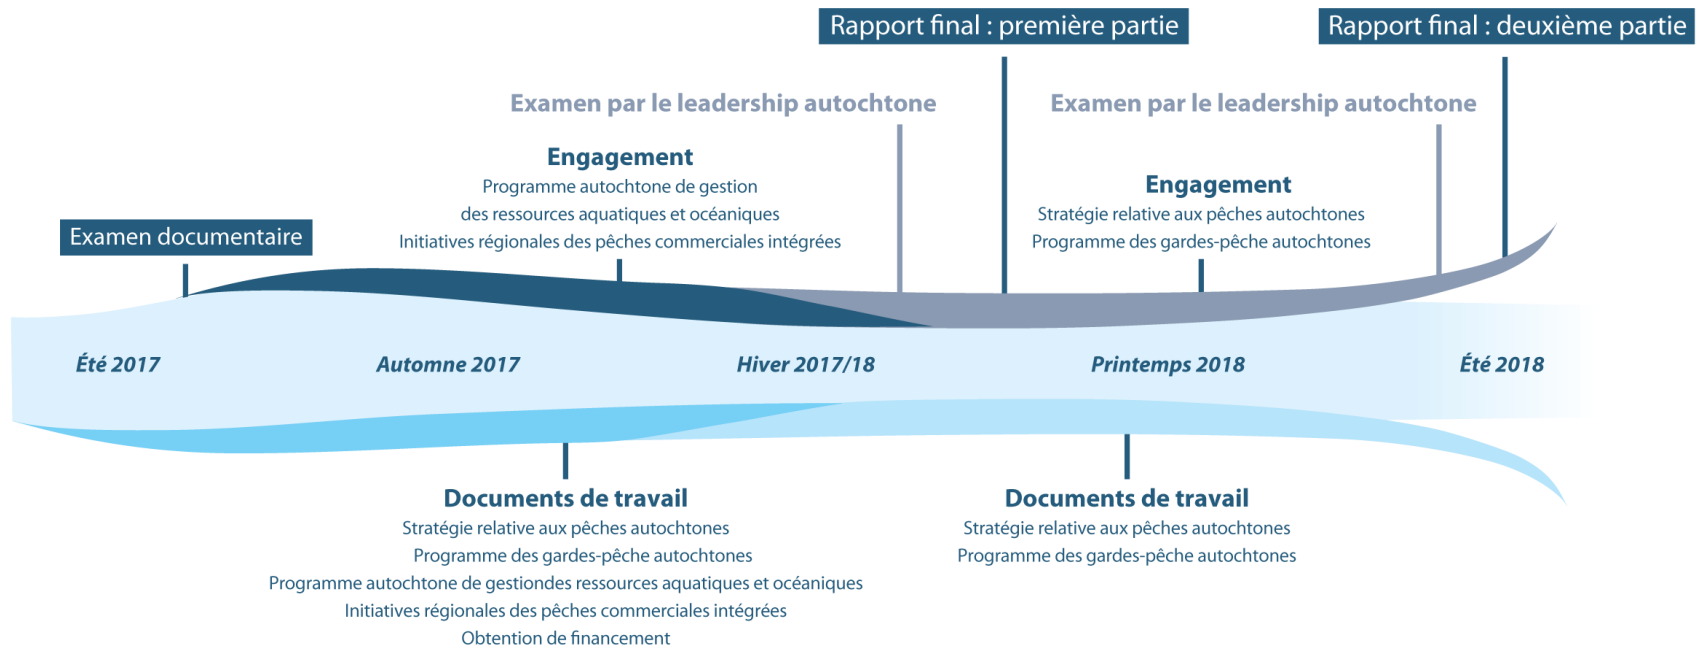 Rapport final : première partie
Rapport final : deuxième partie
Examen par le leadership autochtone
Examen par le leadership autochtone
Engagement
Programme autochtone de gestion
des ressources aquatiques et océaniques
Initiatives régionales des pêches commerciales intégrées
Engagement
Stratégie relative aux pêches autochtones
Programme des gardes-pêche autochtones
Examen documentaire
Été 2017
Automne 2017
Hiver 2017/18
Printemps 2018
Été 2018
Documents de travail
Stratégie relative aux pêches autochtones
Programme des gardes-pêche autochtones
Programme autochtone de gestiondes ressources aquatiques et océaniques
Initiatives régionales des pêches commerciales intégrées
Obtention de financement
Documents de travail
Stratégie relative aux pêches autochtones
Programme des gardes-pêche autochtones